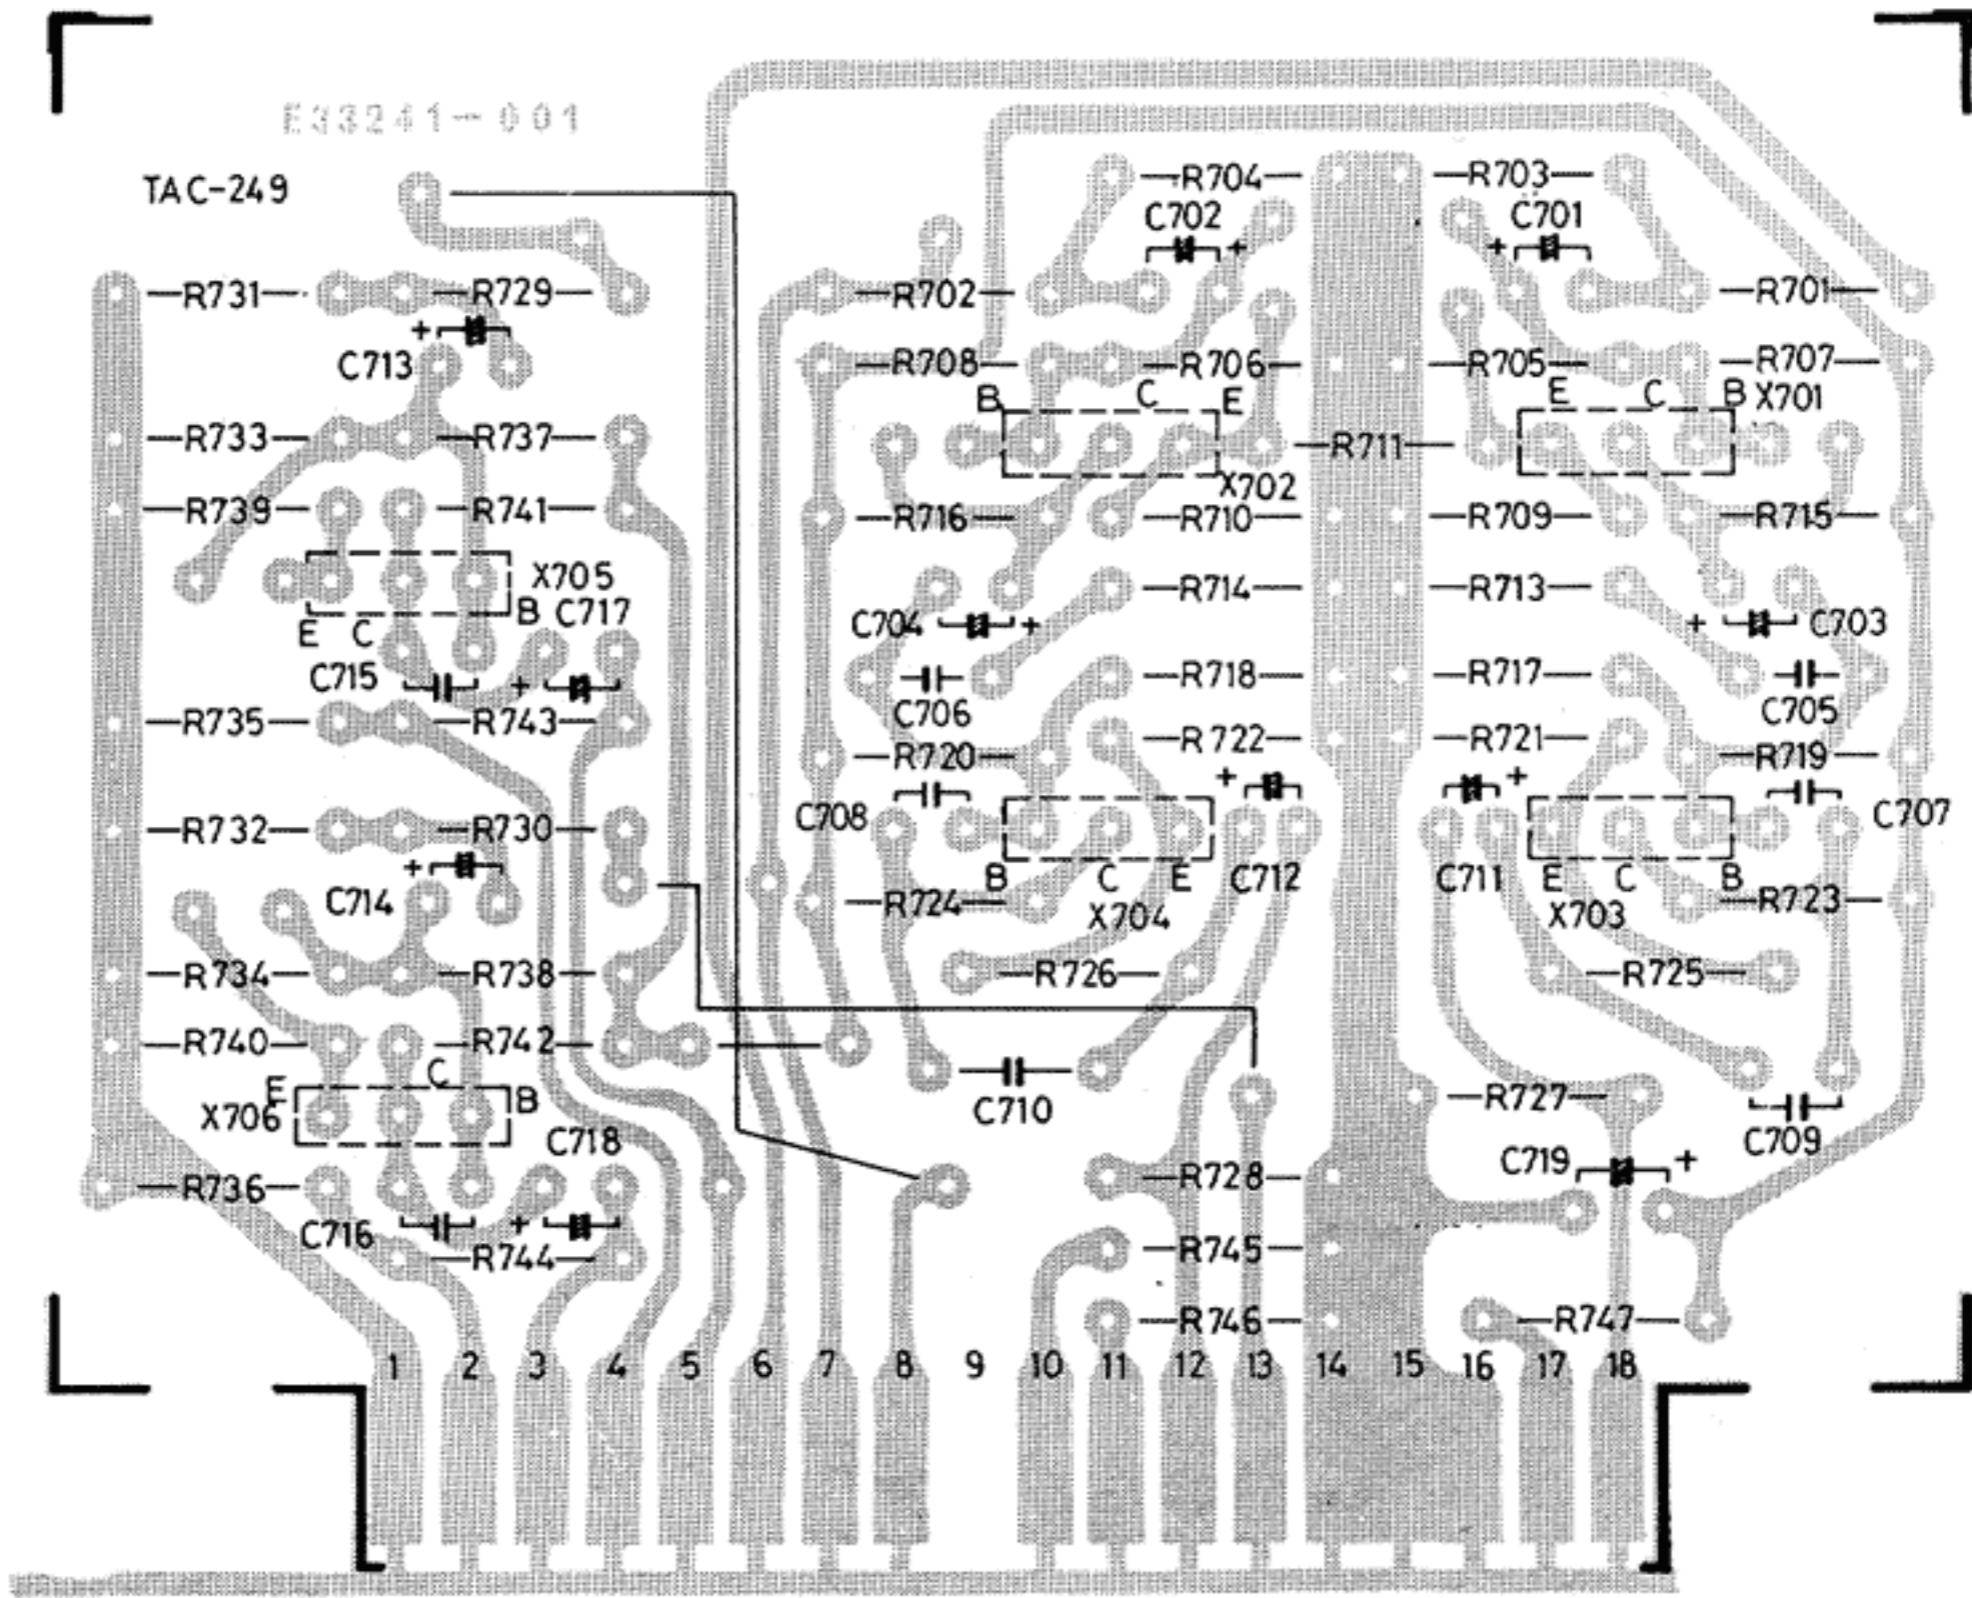 E33241-001
TAC-249
R704 R703
C702 C701
+ +
R731 R729 R702 R701
+
C713 R708 R706 R705 R707
B C E E C B X701
R733 R737 R711
X702
R739 R741 R716 R710 R709 R715
X705
B C717 R714 R713
E C C704 + + C703
C715 + R718 R717
C706 C705
R735 R743 R722 R721
R720 R719
+ +
C708 C707
R732 R730
+
B C E C712 C711 E C B
C714 R724 X704 X703 R723
R734 R738 R726 R725
R740 R742
C
E B R727
X706 C710 C709
C718 C719 +
R736 R728
+
C716 R744 R745
R746 R747
1 2 3 4 5 6 7 8 9 10 11 12 13 14 15 16 17 18